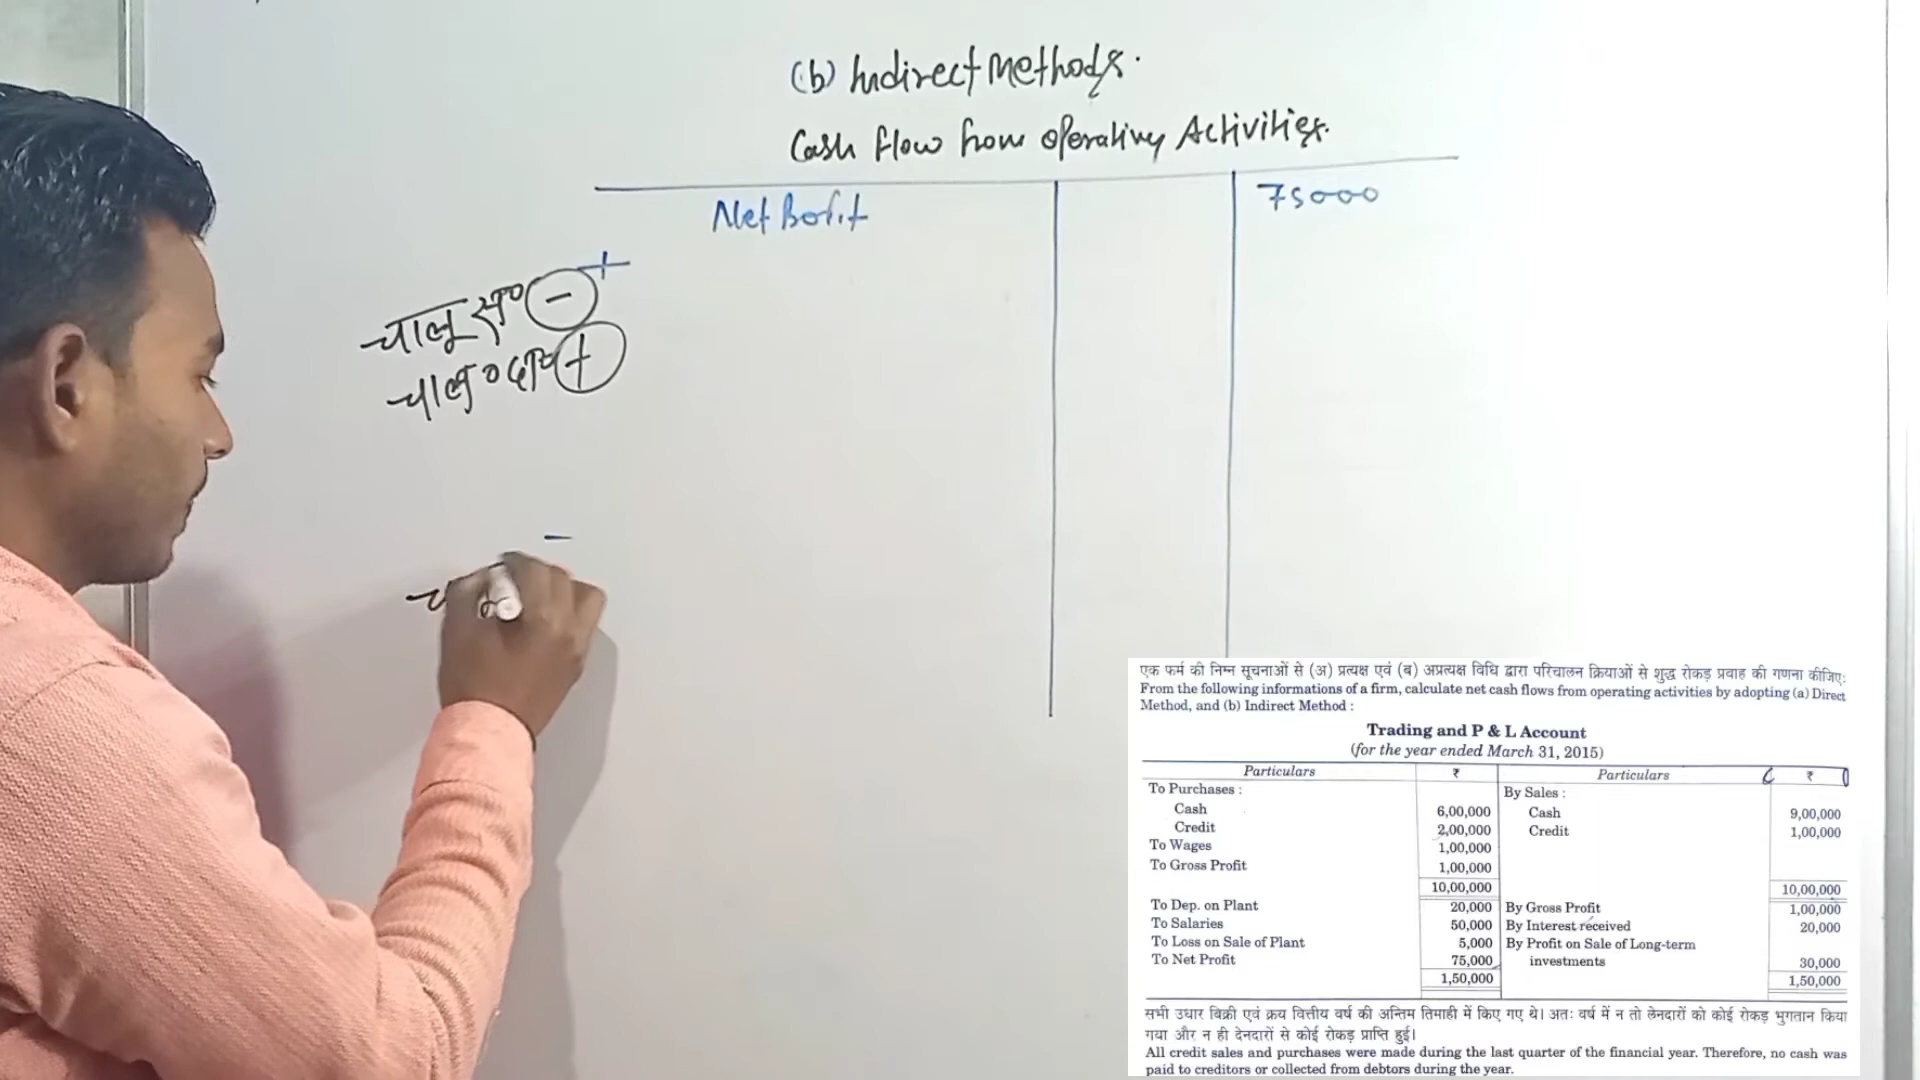 (b) Indirect Methods.
Cash flow from operating Activities.
Net Profit 75000
+
चालू स० -
चालू० दा० +
-
एक फर्म की निम्न सूचनाओं से (अ) प्रत्यक्ष एवं (ब) अप्रत्यक्ष विधि द्वारा परिचालन क्रियाओं से शुद्ध रोकड़ प्रवाह की गणना कीजिए:
From the following informations of a firm, calculate net cash flows from operating activities by adopting (a) Direct
Method, and (b) Indirect Method :
Trading and P & L Account
(for the year ended March 31, 2015)
Particulars ₹ Particulars ₹
To Purchases : By Sales :
Cash 6,00,000 Cash 9,00,000
Credit 2,00,000 Credit 1,00,000
To Wages 1,00,000
To Gross Profit 1,00,000
10,00,000 10,00,000
To Dep. on Plant 20,000 By Gross Profit 1,00,000
To Salaries 50,000 By Interest received 20,000
To Loss on Sale of Plant 5,000 By Profit on Sale of Long-term
To Net Profit 75,000 investments 30,000
1,50,000 1,50,000
सभी उधार बिक्री एवं क्रय वित्तीय वर्ष की अन्तिम तिमाही में किए गए थे। अतः वर्ष में न तो लेनदारों को कोई रोकड़ भुगतान किया
गया और न ही देनदारों से कोई रोकड़ प्राप्ति हुई।
All credit sales and purchases were made during the last quarter of the financial year. Therefore, no cash was
paid to creditors or collected from debtors during the year.